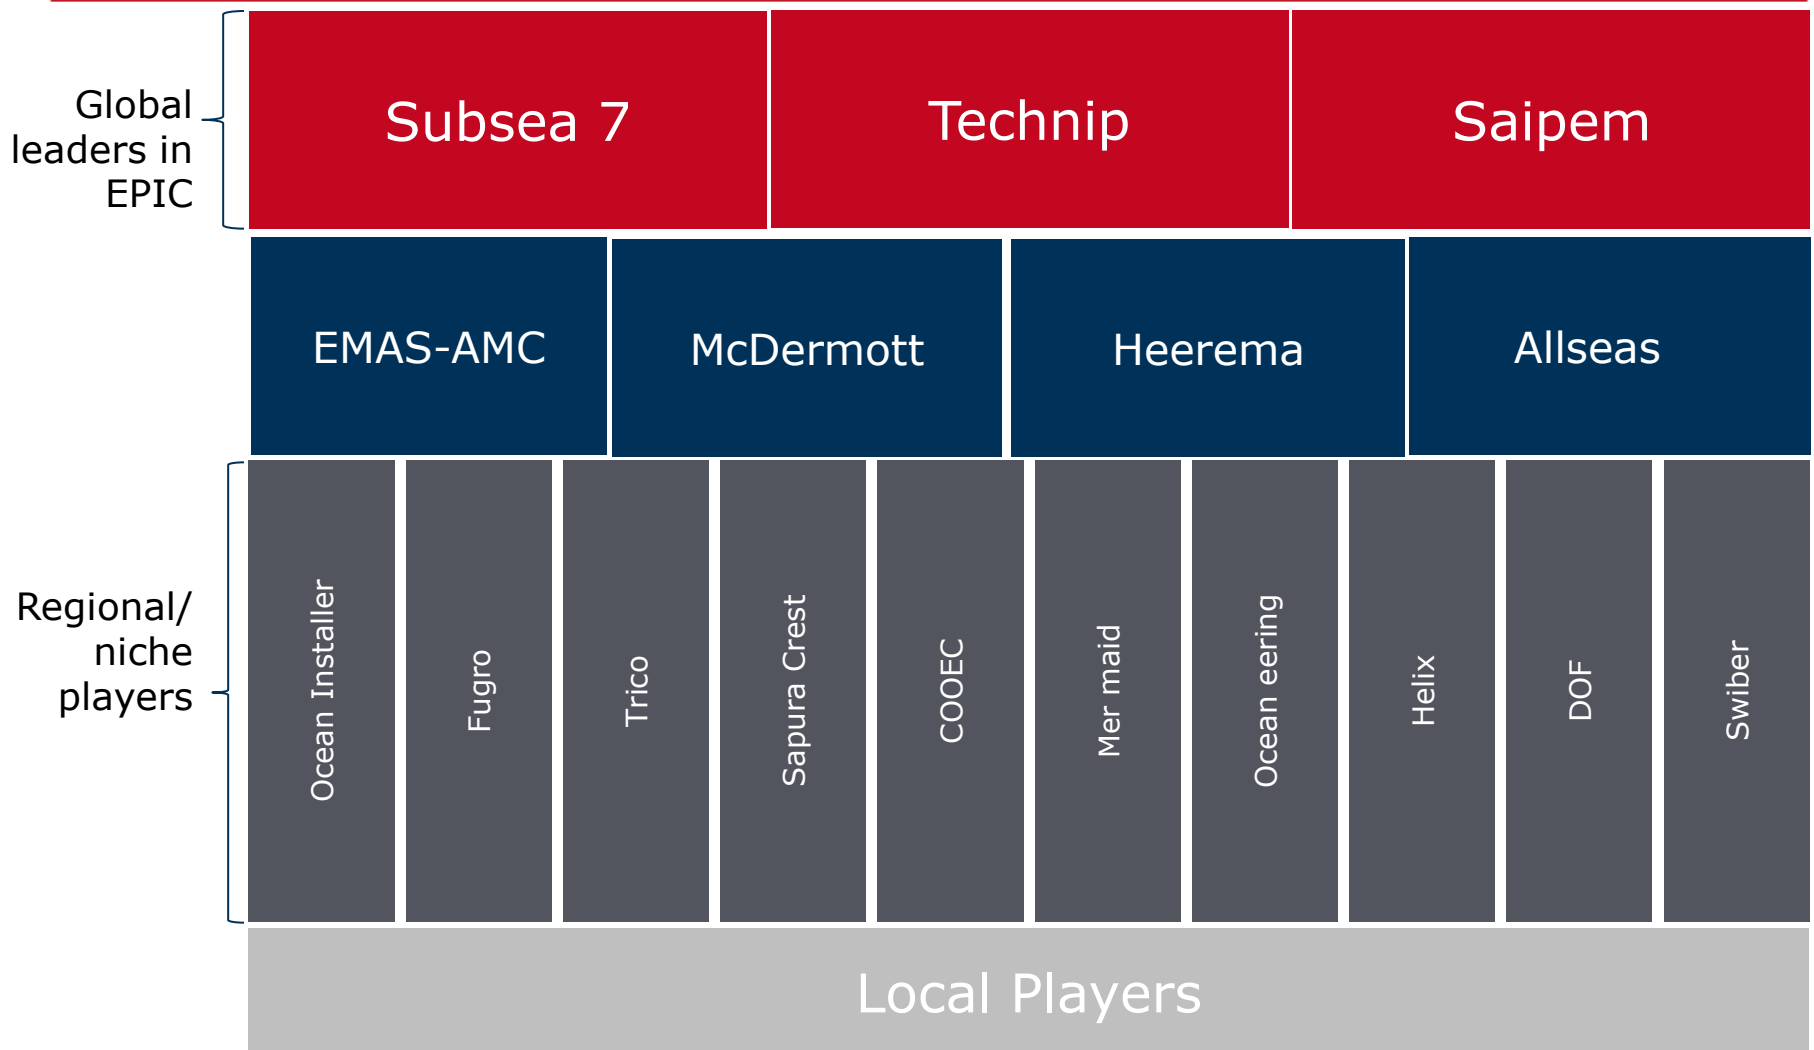 Global
leaders in
EPIC
Subsea 7
Technip
Saipem
EMAS-AMC
McDermott
Heerema
Allseas
Regional/
niche
players
Ocean Installer
Fugro
Trico
Sapura Crest
COOEC
Mer maid
Ocean eering
Helix
DOF
Swiber
Local Players